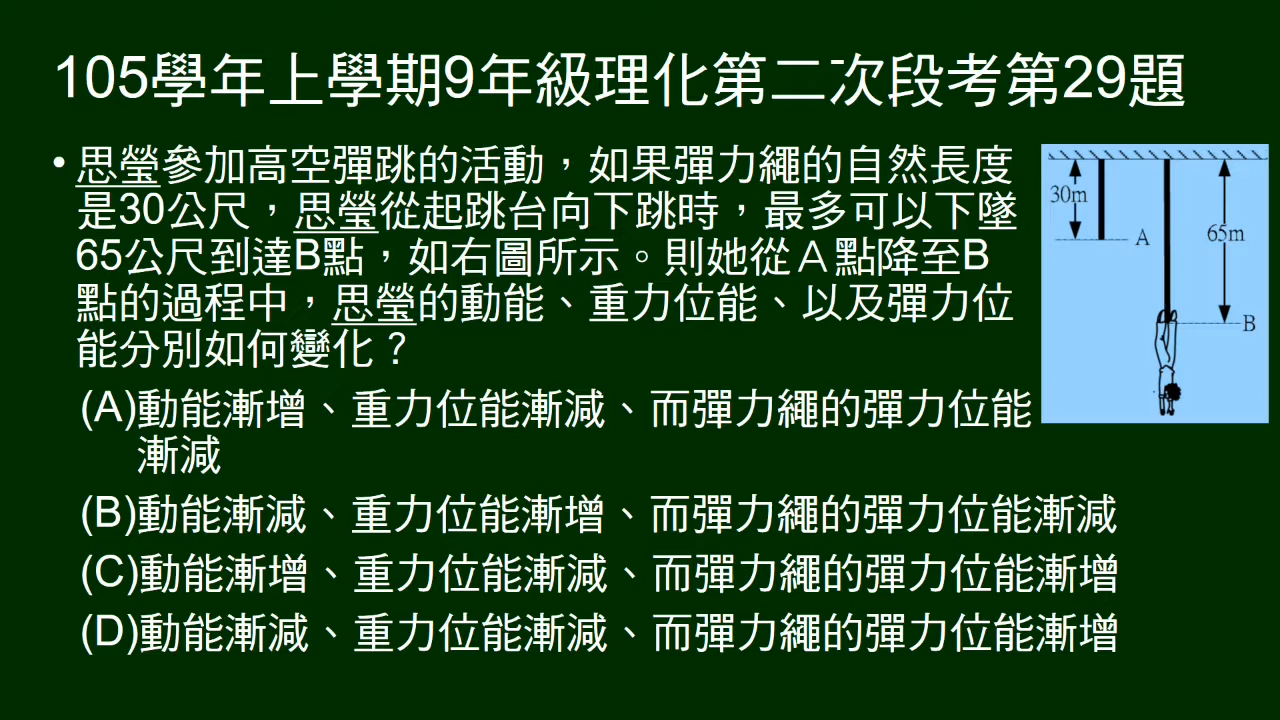 105學年上學期9年級理化第二次段考第29題
• 思瑩參加高空彈跳的活動，如果彈力繩的自然長度
是30公尺，思瑩從起跳台向下跳時，最多可以下墜
65公尺到達B點，如右圖所示。則她從Ａ點降至B
點的過程中，思瑩的動能、重力位能、以及彈力位
能分別如何變化？
(A)動能漸增、重力位能漸減、而彈力繩的彈力位能
漸減
(B)動能漸減、重力位能漸增、而彈力繩的彈力位能漸減
(C)動能漸增、重力位能漸減、而彈力繩的彈力位能漸增
(D)動能漸減、重力位能漸減、而彈力繩的彈力位能漸增
30m
A
65m
B